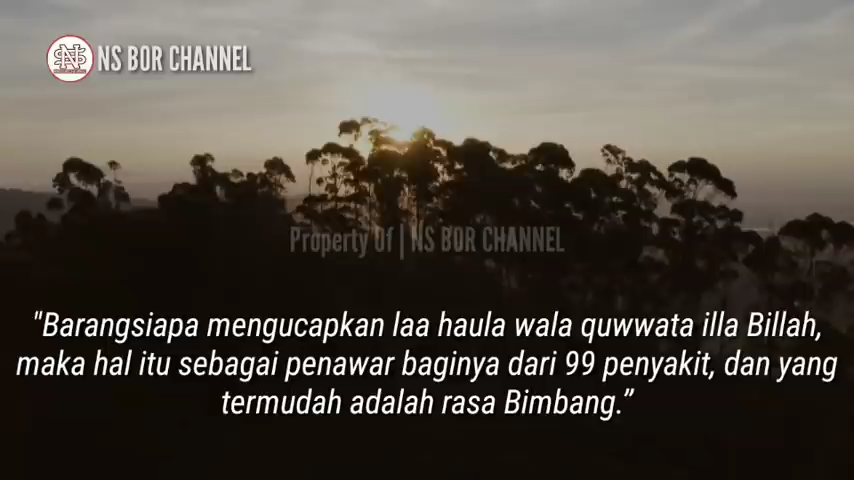 NS BOR CHANNEL
Property Of | NS BOR CHANNEL
"Barangsiapa mengucapkan laa haula wala quwwata illa Billah,
maka hal itu sebagai penawar baginya dari 99 penyakit, dan yang
termudah adalah rasa Bimbang.”